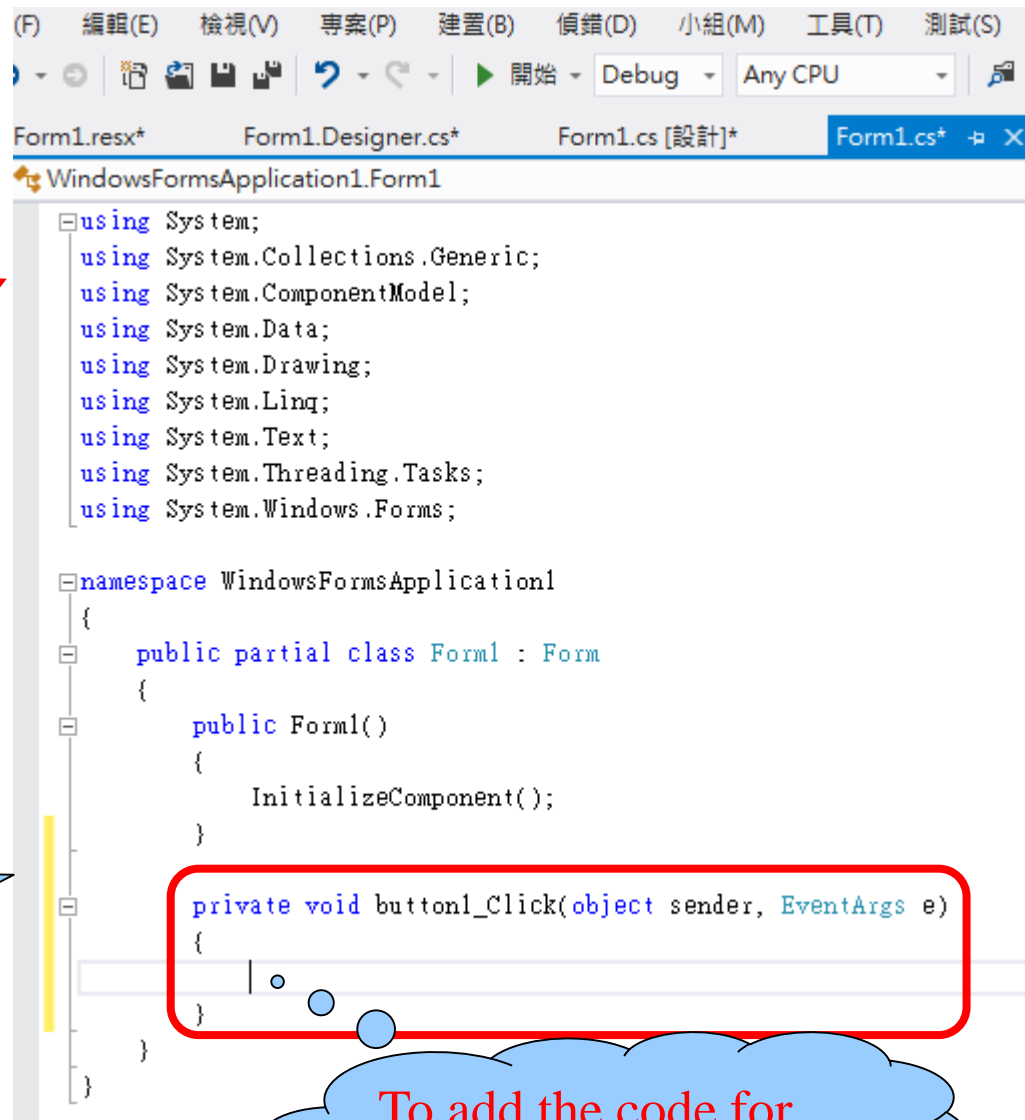 (F) 編輯(E) 檢視(V) 專案(P) 建置(B) 偵錯(D) 小組(M) 工具(T) 測試(S)
開始 Debug Any CPU
Form1.resx* Form1.Designer.cs* Form1.cs [設計]* Form1.cs*
WindowsFormsApplication1.Form1
using System;
using System.Collections.Generic;
using System.ComponentModel;
using System.Data;
using System.Drawing;
using System.Linq;
using System.Text;
using System.Threading.Tasks;
using System.Windows.Forms;
namespace WindowsFormsApplication1
{
public partial class Form1 : Form
{
public Form1()
{
InitializeComponent();
}
private void button1_Click(object sender, EventArgs e)
{
}
}
}
To add the code for